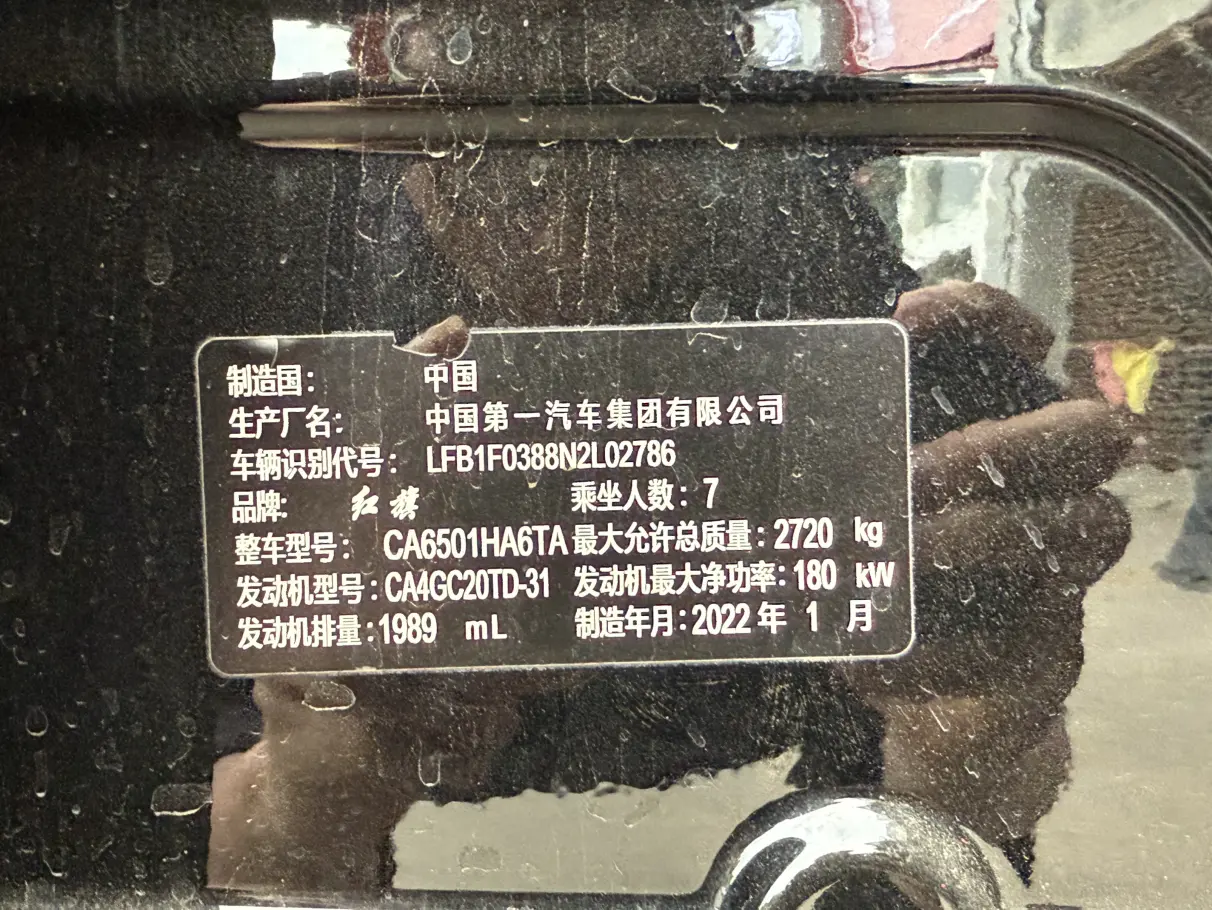 制造国： 中国
生产厂名： 中国第一汽车集团有限公司
车辆识别代号： LFB1F0388N2L02786
品牌： 红旗 乘坐人数：7
整车型号： CA6501HA6TA 最大允许总质量：2720 kg
发动机型号：CA4GC20TD-31 发动机最大净功率：180 kW
发动机排量：1989 mL 制造年月：2022 年 1 月